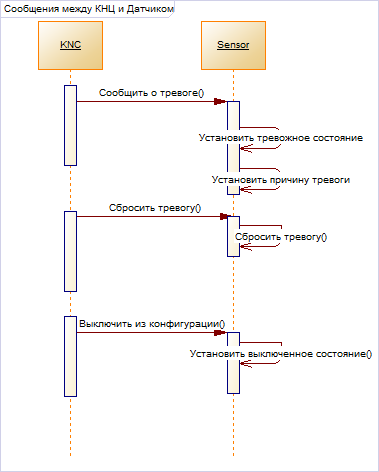 Сообщения между КНЦ и Датчиком
KNC
Sensor
Сообщить о тревоге()
Установить тревожное состояние
Установить причину тревоги
Сбросить тревогу()
Сбросить тревогу()
Выключить из конфигурации()
Установить выключенное состояние()